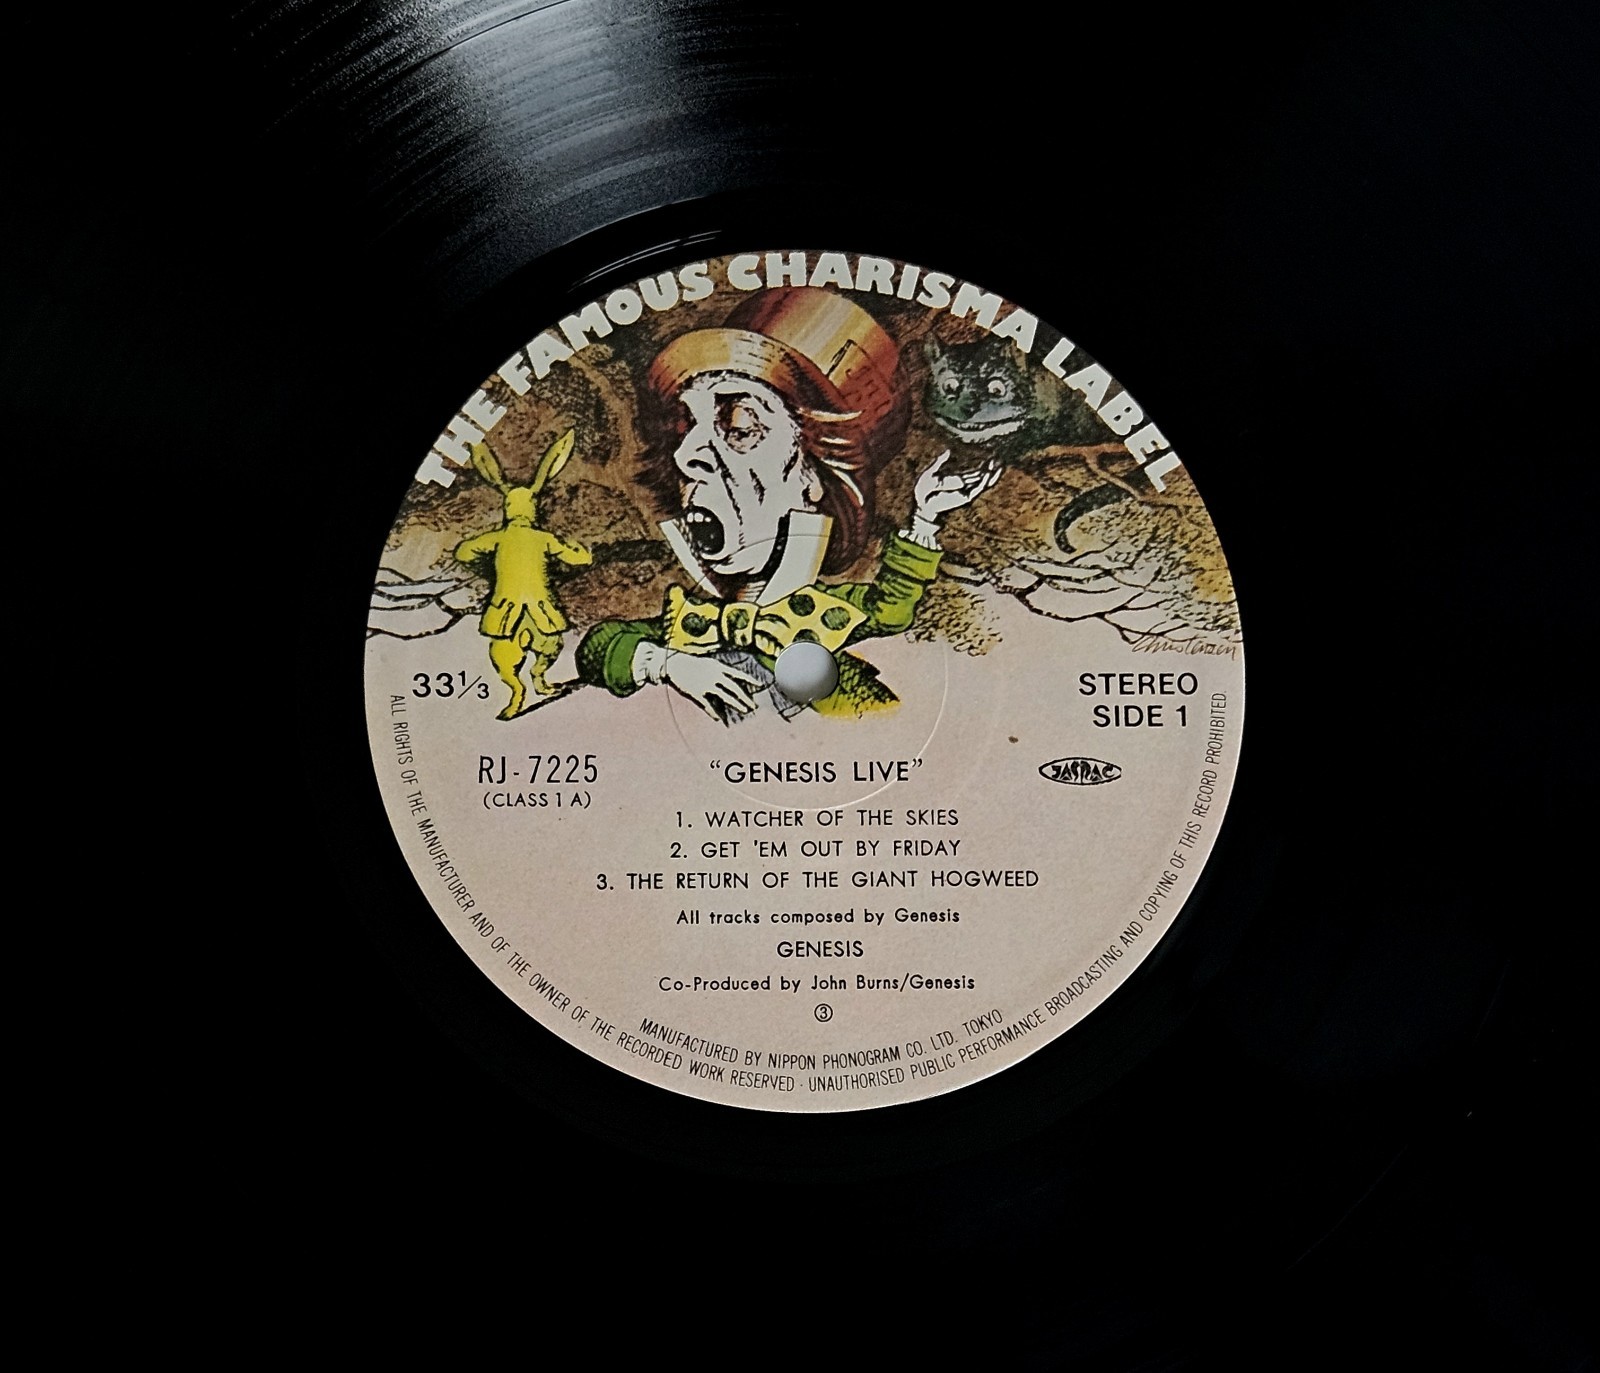 THE FAMOUS CHARISMA LABEL
Christensen
33⅓
STEREO
SIDE 1
RJ-7225
(CLASS 1 A)
"GENESIS LIVE"
JASRAC
1. WATCHER OF THE SKIES
2. GET 'EM OUT BY FRIDAY
3. THE RETURN OF THE GIANT HOGWEED
All tracks composed by Genesis
GENESIS
Co-Produced by John Burns/Genesis
③
MANUFACTURED BY NIPPON PHONOGRAM CO. LTD. TOKYO
ALL RIGHTS OF THE MANUFACTURER AND OF THE OWNER OF THE RECORDED WORK RESERVED · UNAUTHORISED PUBLIC PERFORMANCE BROADCASTING AND COPYING OF THIS RECORD PROHIBITED.